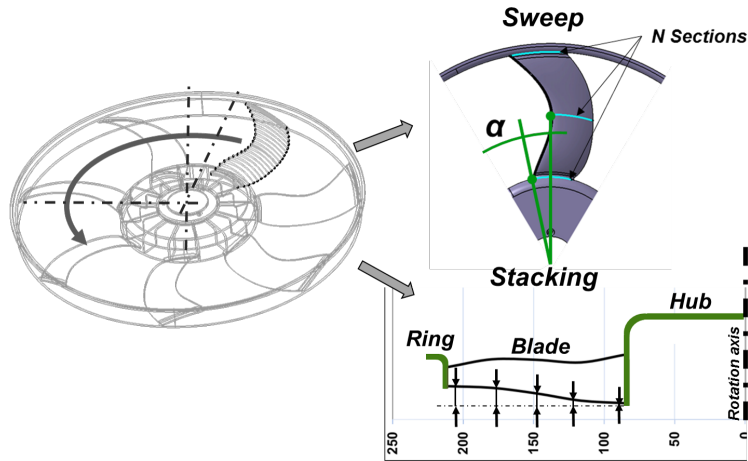 Sweep
N Sections
α
Stacking
Hub
Ring
Blade
Rotation axis
250
200
150
100
50
0